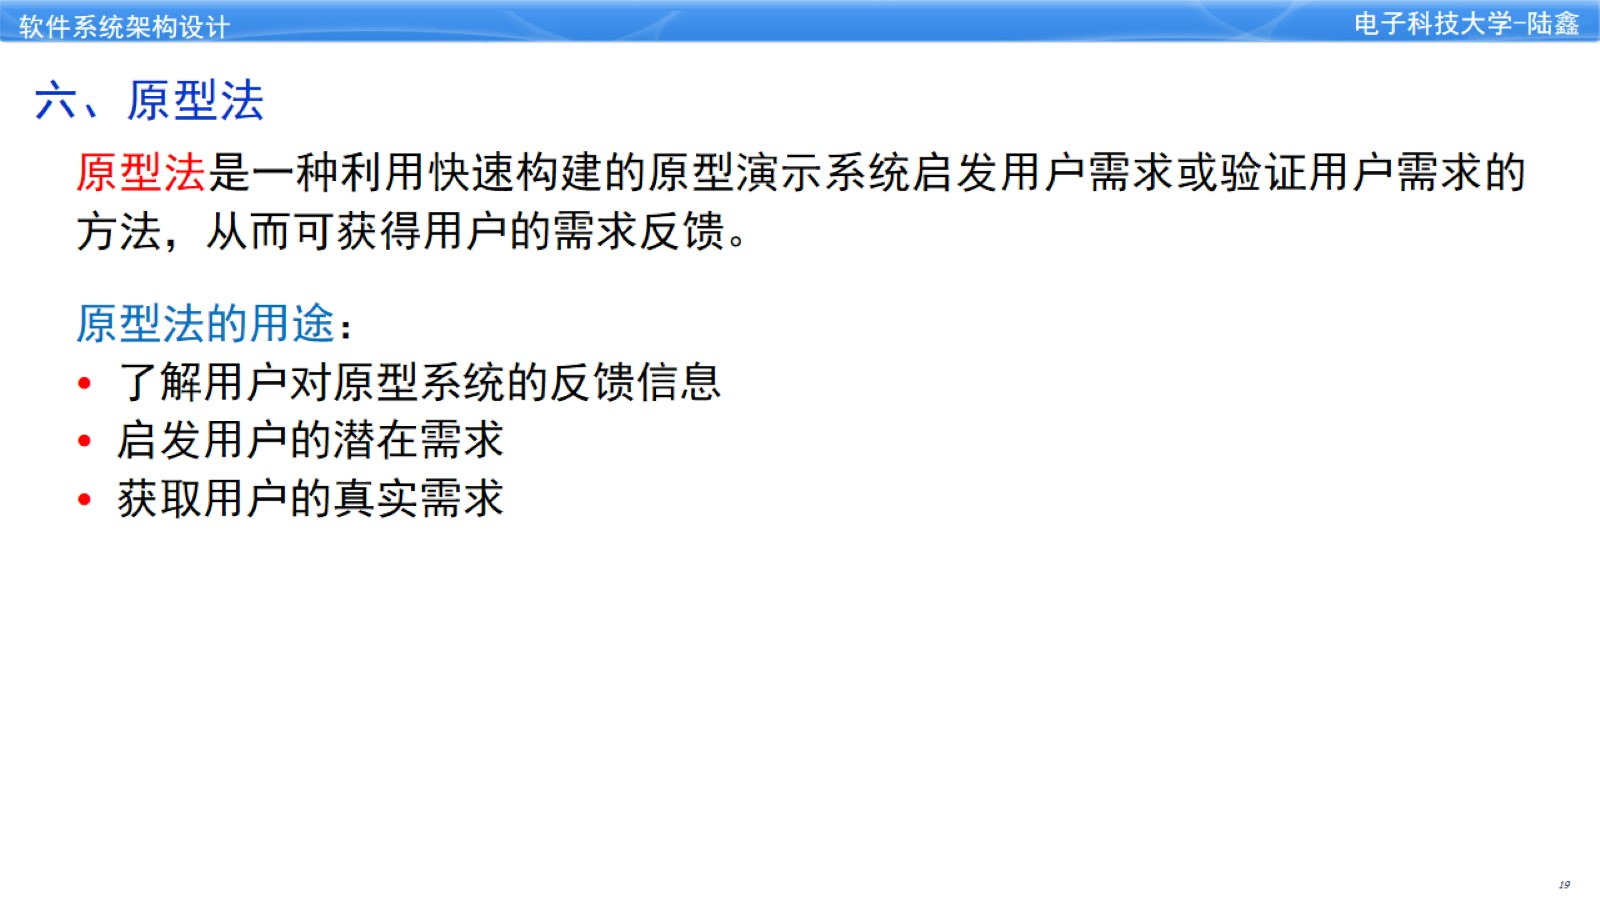 软件系统架构设计
电子科技大学-陆鑫
六、原型法
原型法是一种利用快速构建的原型演示系统启发用户需求或验证用户需求的
方法，从而可获得用户的需求反馈。
原型法的用途：
• 了解用户对原型系统的反馈信息
• 启发用户的潜在需求
• 获取用户的真实需求
19